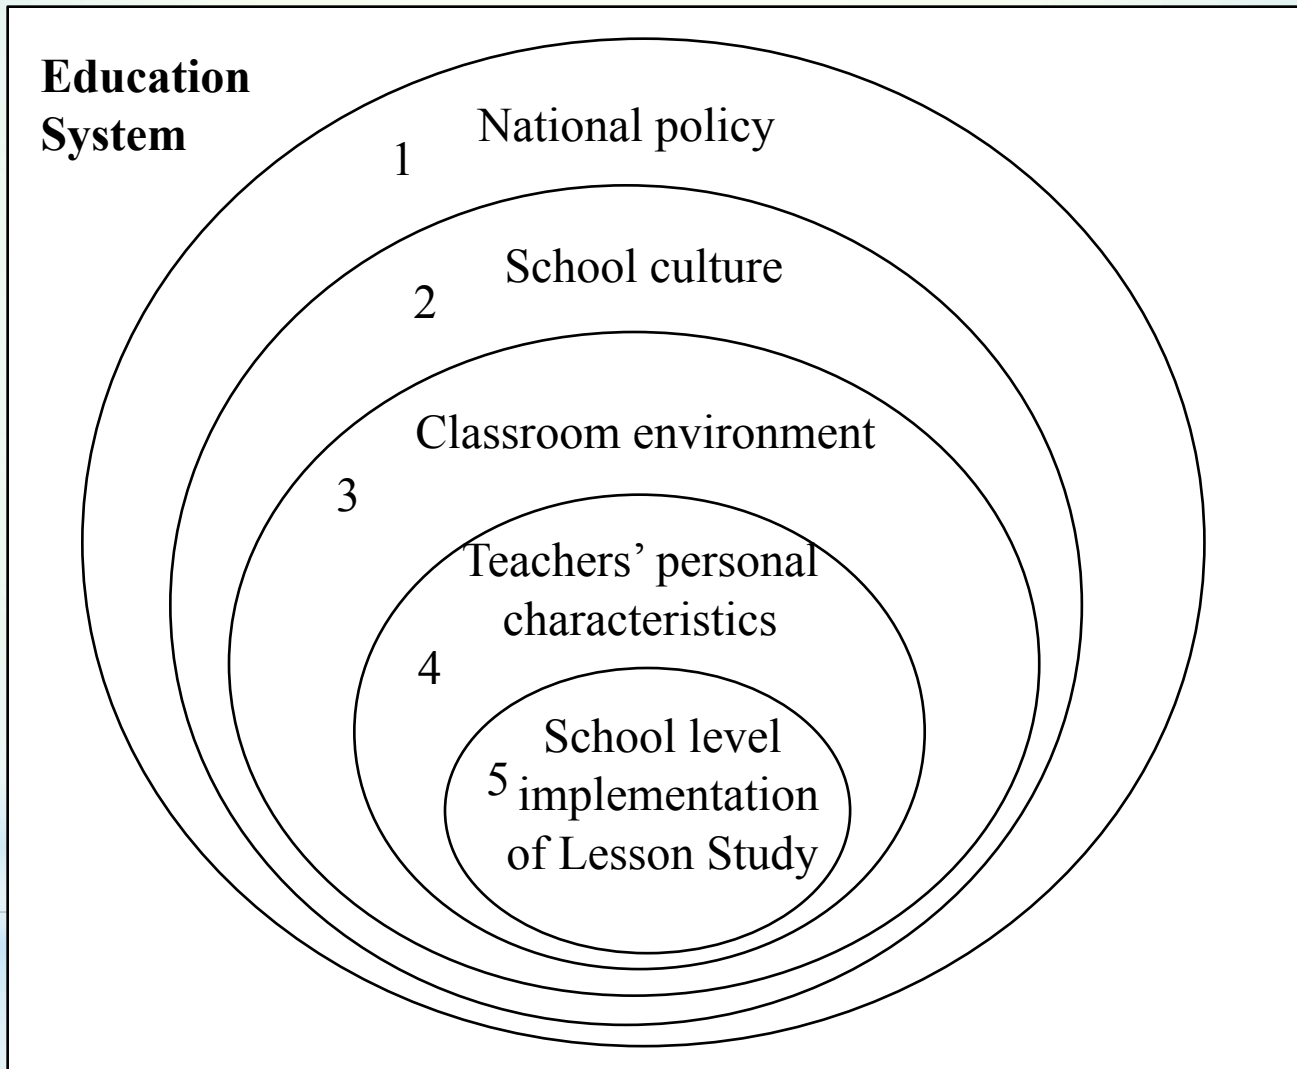 Education
System
National policy
1
School culture
2
Classroom environment
3
Teachers’ personal
characteristics
4
School level
5 implementation
of Lesson Study